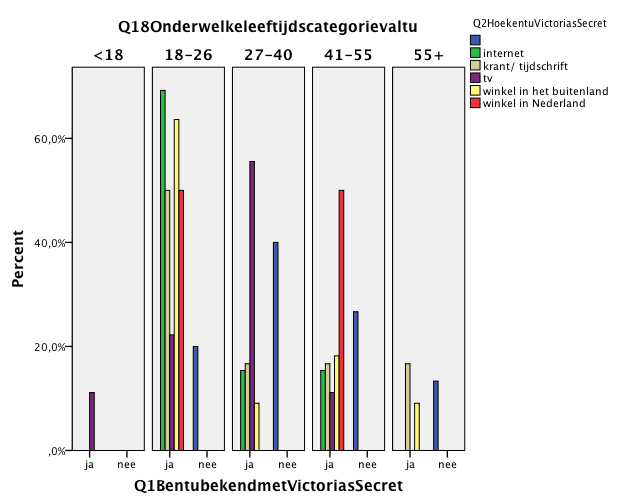 Q18Onderwelkeleeftijdscategorievaltu
<18 18-26 27-40 41-55 55+
Q2HoekentuVictoriasSecret
internet
krant/ tijdschrift
tv
winkel in het buitenland
winkel in Nederland
Percent
60,0%
40,0%
20,0%
,0%
ja nee ja nee ja nee ja nee ja nee
Q1BentubekendmetVictoriasSecret